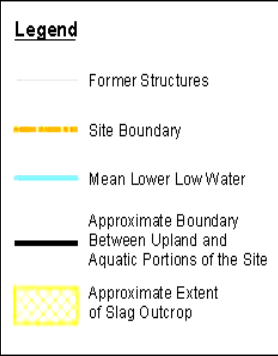 Legend
Former Structures
Site Boundary
Mean Lower Low Water
Approximate Boundary
Between Upland and
Aquatic Portions of the Site
Approximate Extent
of Slag Outcrop